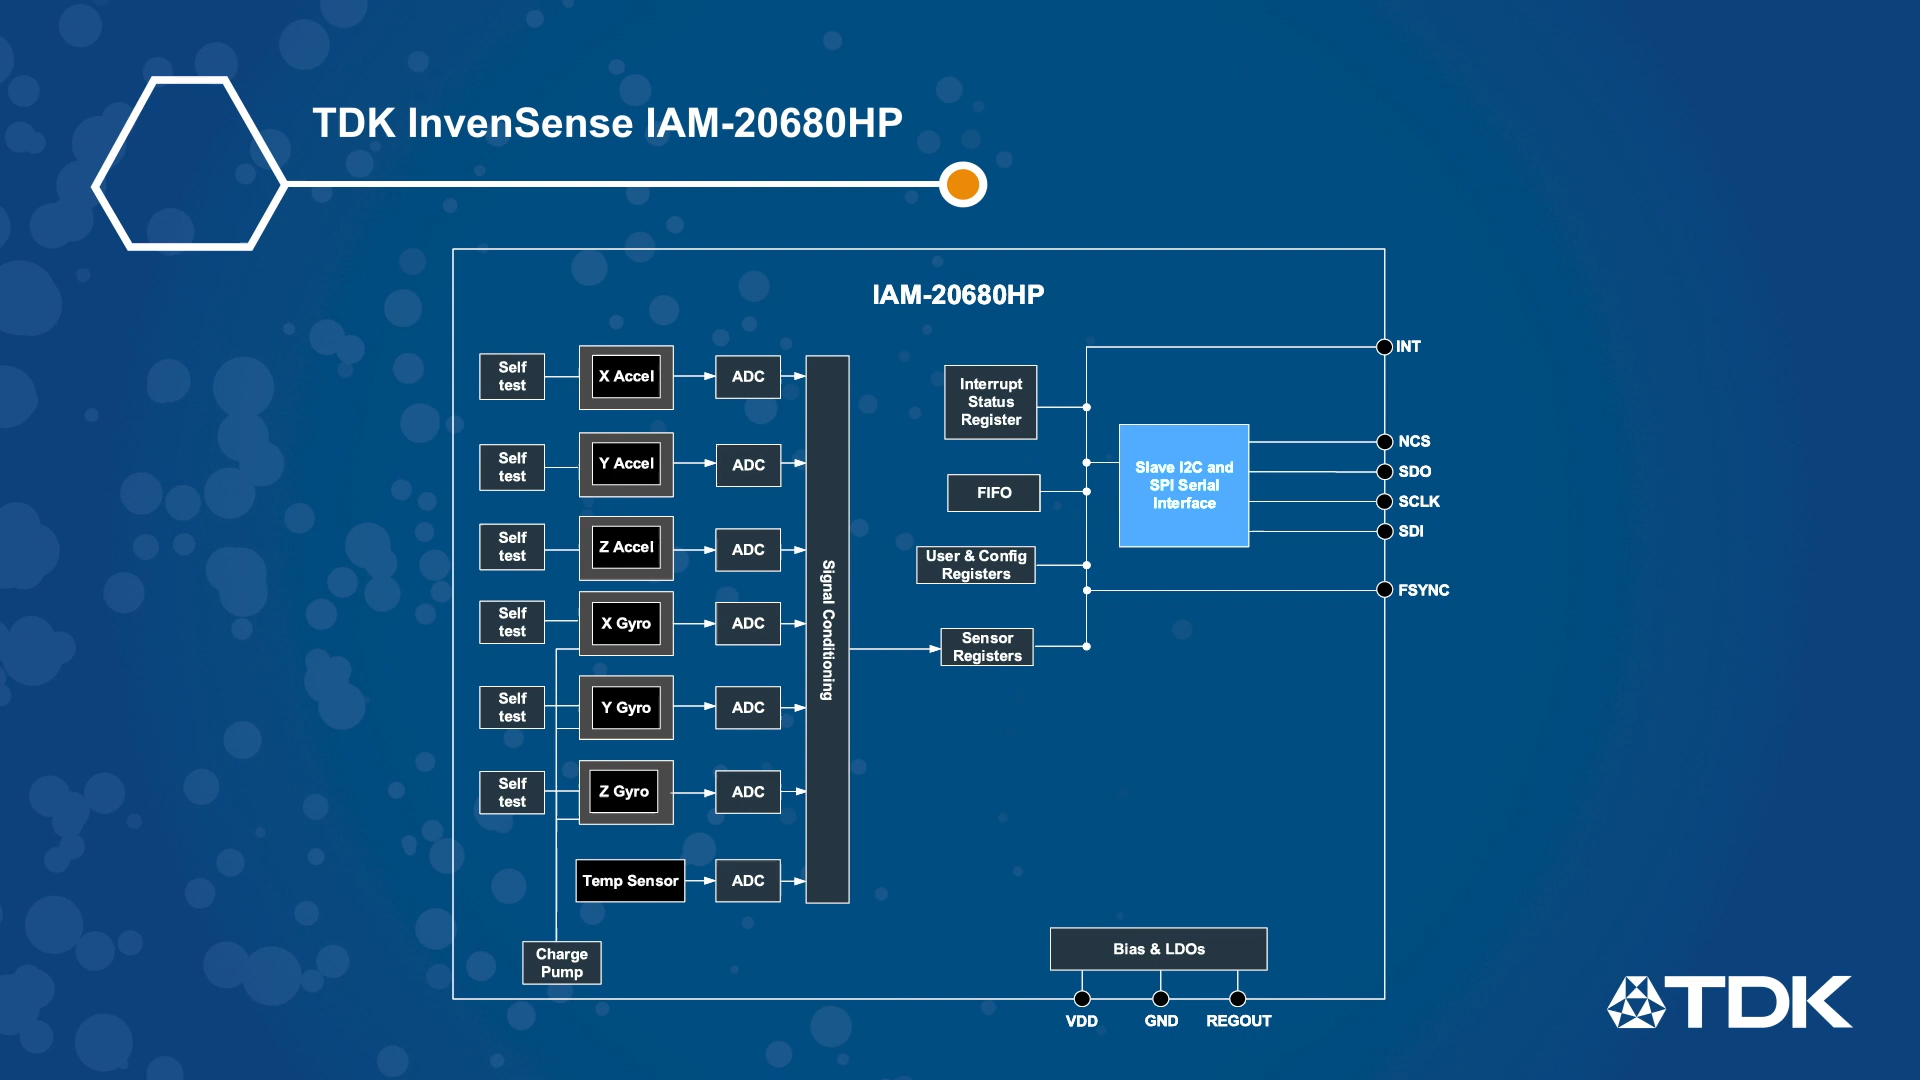 TDK InvenSense IAM-20680HP
IAM-20680HP
Self
test
X Accel
ADC
Self
test
Y Accel
ADC
Self
test
Z Accel
ADC
Self
test
X Gyro
ADC
Self
test
Y Gyro
ADC
Self
test
Z Gyro
ADC
Temp Sensor
ADC
Charge
Pump
Signal Conditioning
Interrupt
Status
Register
FIFO
User & Config
Registers
Sensor
Registers
Slave I2C and
SPI Serial
Interface
INT
NCS
SDO
SCLK
SDI
FSYNC
Bias & LDOs
VDD
GND
REGOUT
TDK